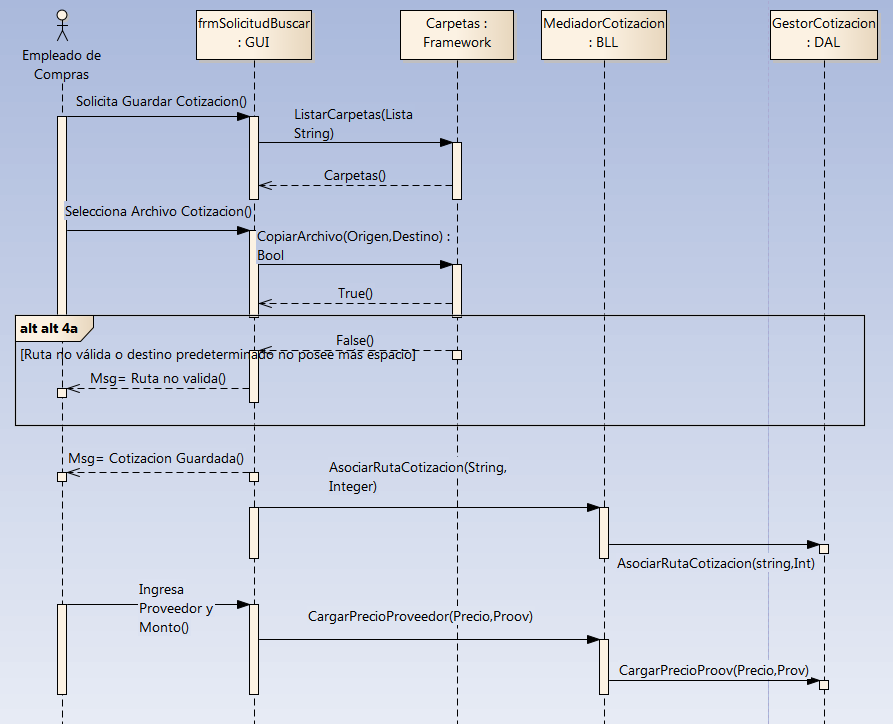 frmSolicitudBuscar
: GUI
Carpetas :
Framework
MediadorCotizacion
: BLL
GestorCotizacion
: DAL
Empleado de
Compras
Solicita Guardar Cotizacion()
ListarCarpetas(Lista
String)
Carpetas()
Selecciona Archivo Cotizacion()
CopiarArchivo(Origen,Destino) :
Bool
True()
alt alt 4a
False()
[Ruta no válida o destino predeterminado no posee más espacio]
Msg= Ruta no valida()
Msg= Cotizacion Guardada()
AsociarRutaCotizacion(String,
Integer)
AsociarRutaCotizacion(string,Int)
Ingresa
Proveedor y
Monto()
CargarPrecioProveedor(Precio,Proov)
CargarPrecioProov(Precio,Prov)